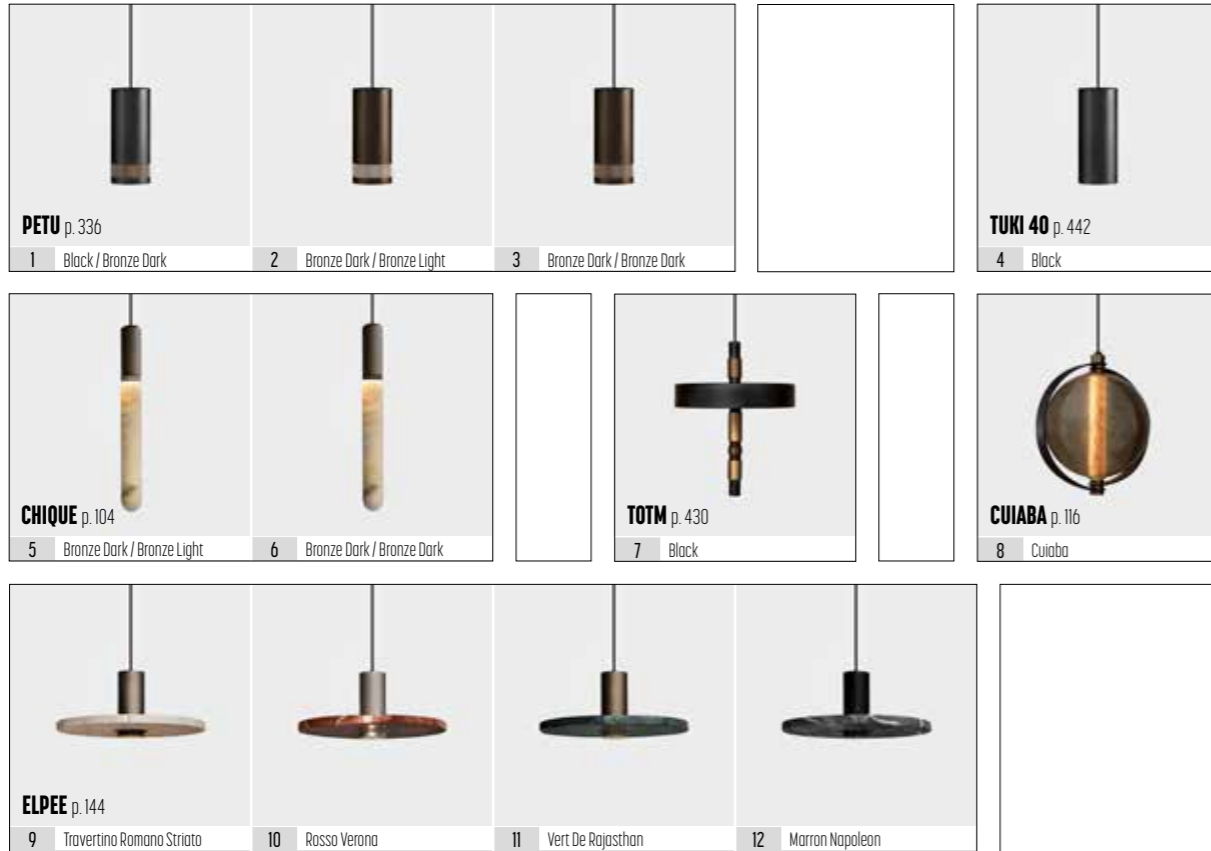 PETU p. 336
1 Black / Bronze Dark
2 Bronze Dark / Bronze Light
3 Bronze Dark / Bronze Dark
TUKI 40 p. 442
4 Black
CHIQUE p. 104
5 Bronze Dark / Bronze Light
6 Bronze Dark / Bronze Dark
TOTM p. 430
7 Black
CUIABA p. 116
8 Cuiaba
ELPEE p. 144
9 Travertino Romano Striato
10 Rosso Verona
11 Vert De Rajasthan
12 Marron Napoleon